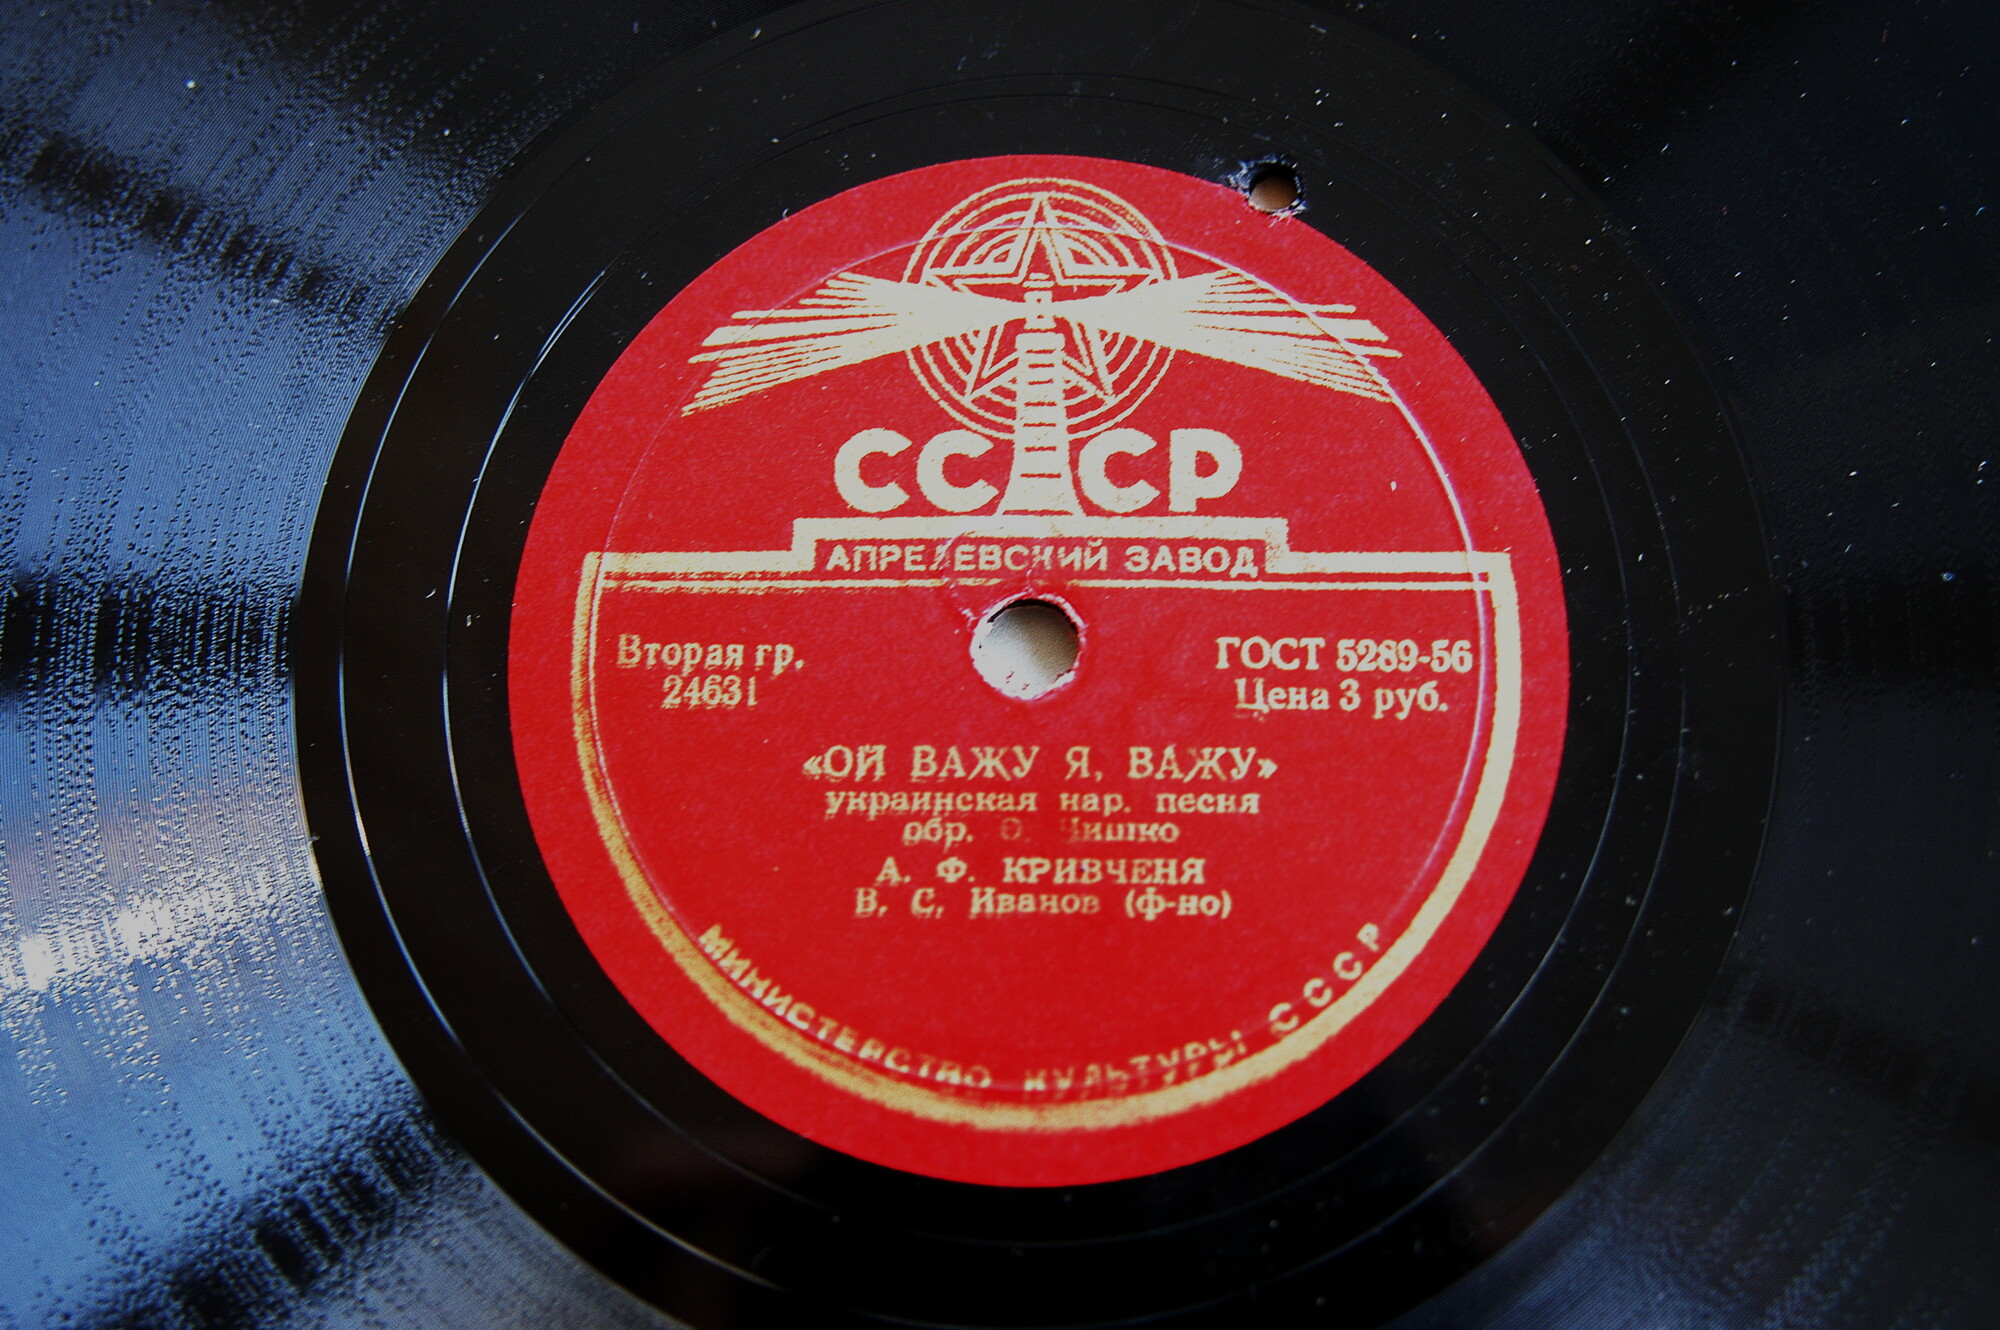 СССР
АПРЕЛЕВСКИЙ ЗАВОД
Вторая гр.
24631
ГОСТ 5289-56
Цена 3 руб.
«ОЙ ВАЖУ Я, ВАЖУ»
украинская нар. песня
обр. О. Чишко
А. Ф. КРИВЧЕНЯ
В. С. Иванов (ф-но)
МИНИСТЕРСТВО КУЛЬТУРЫ СССР